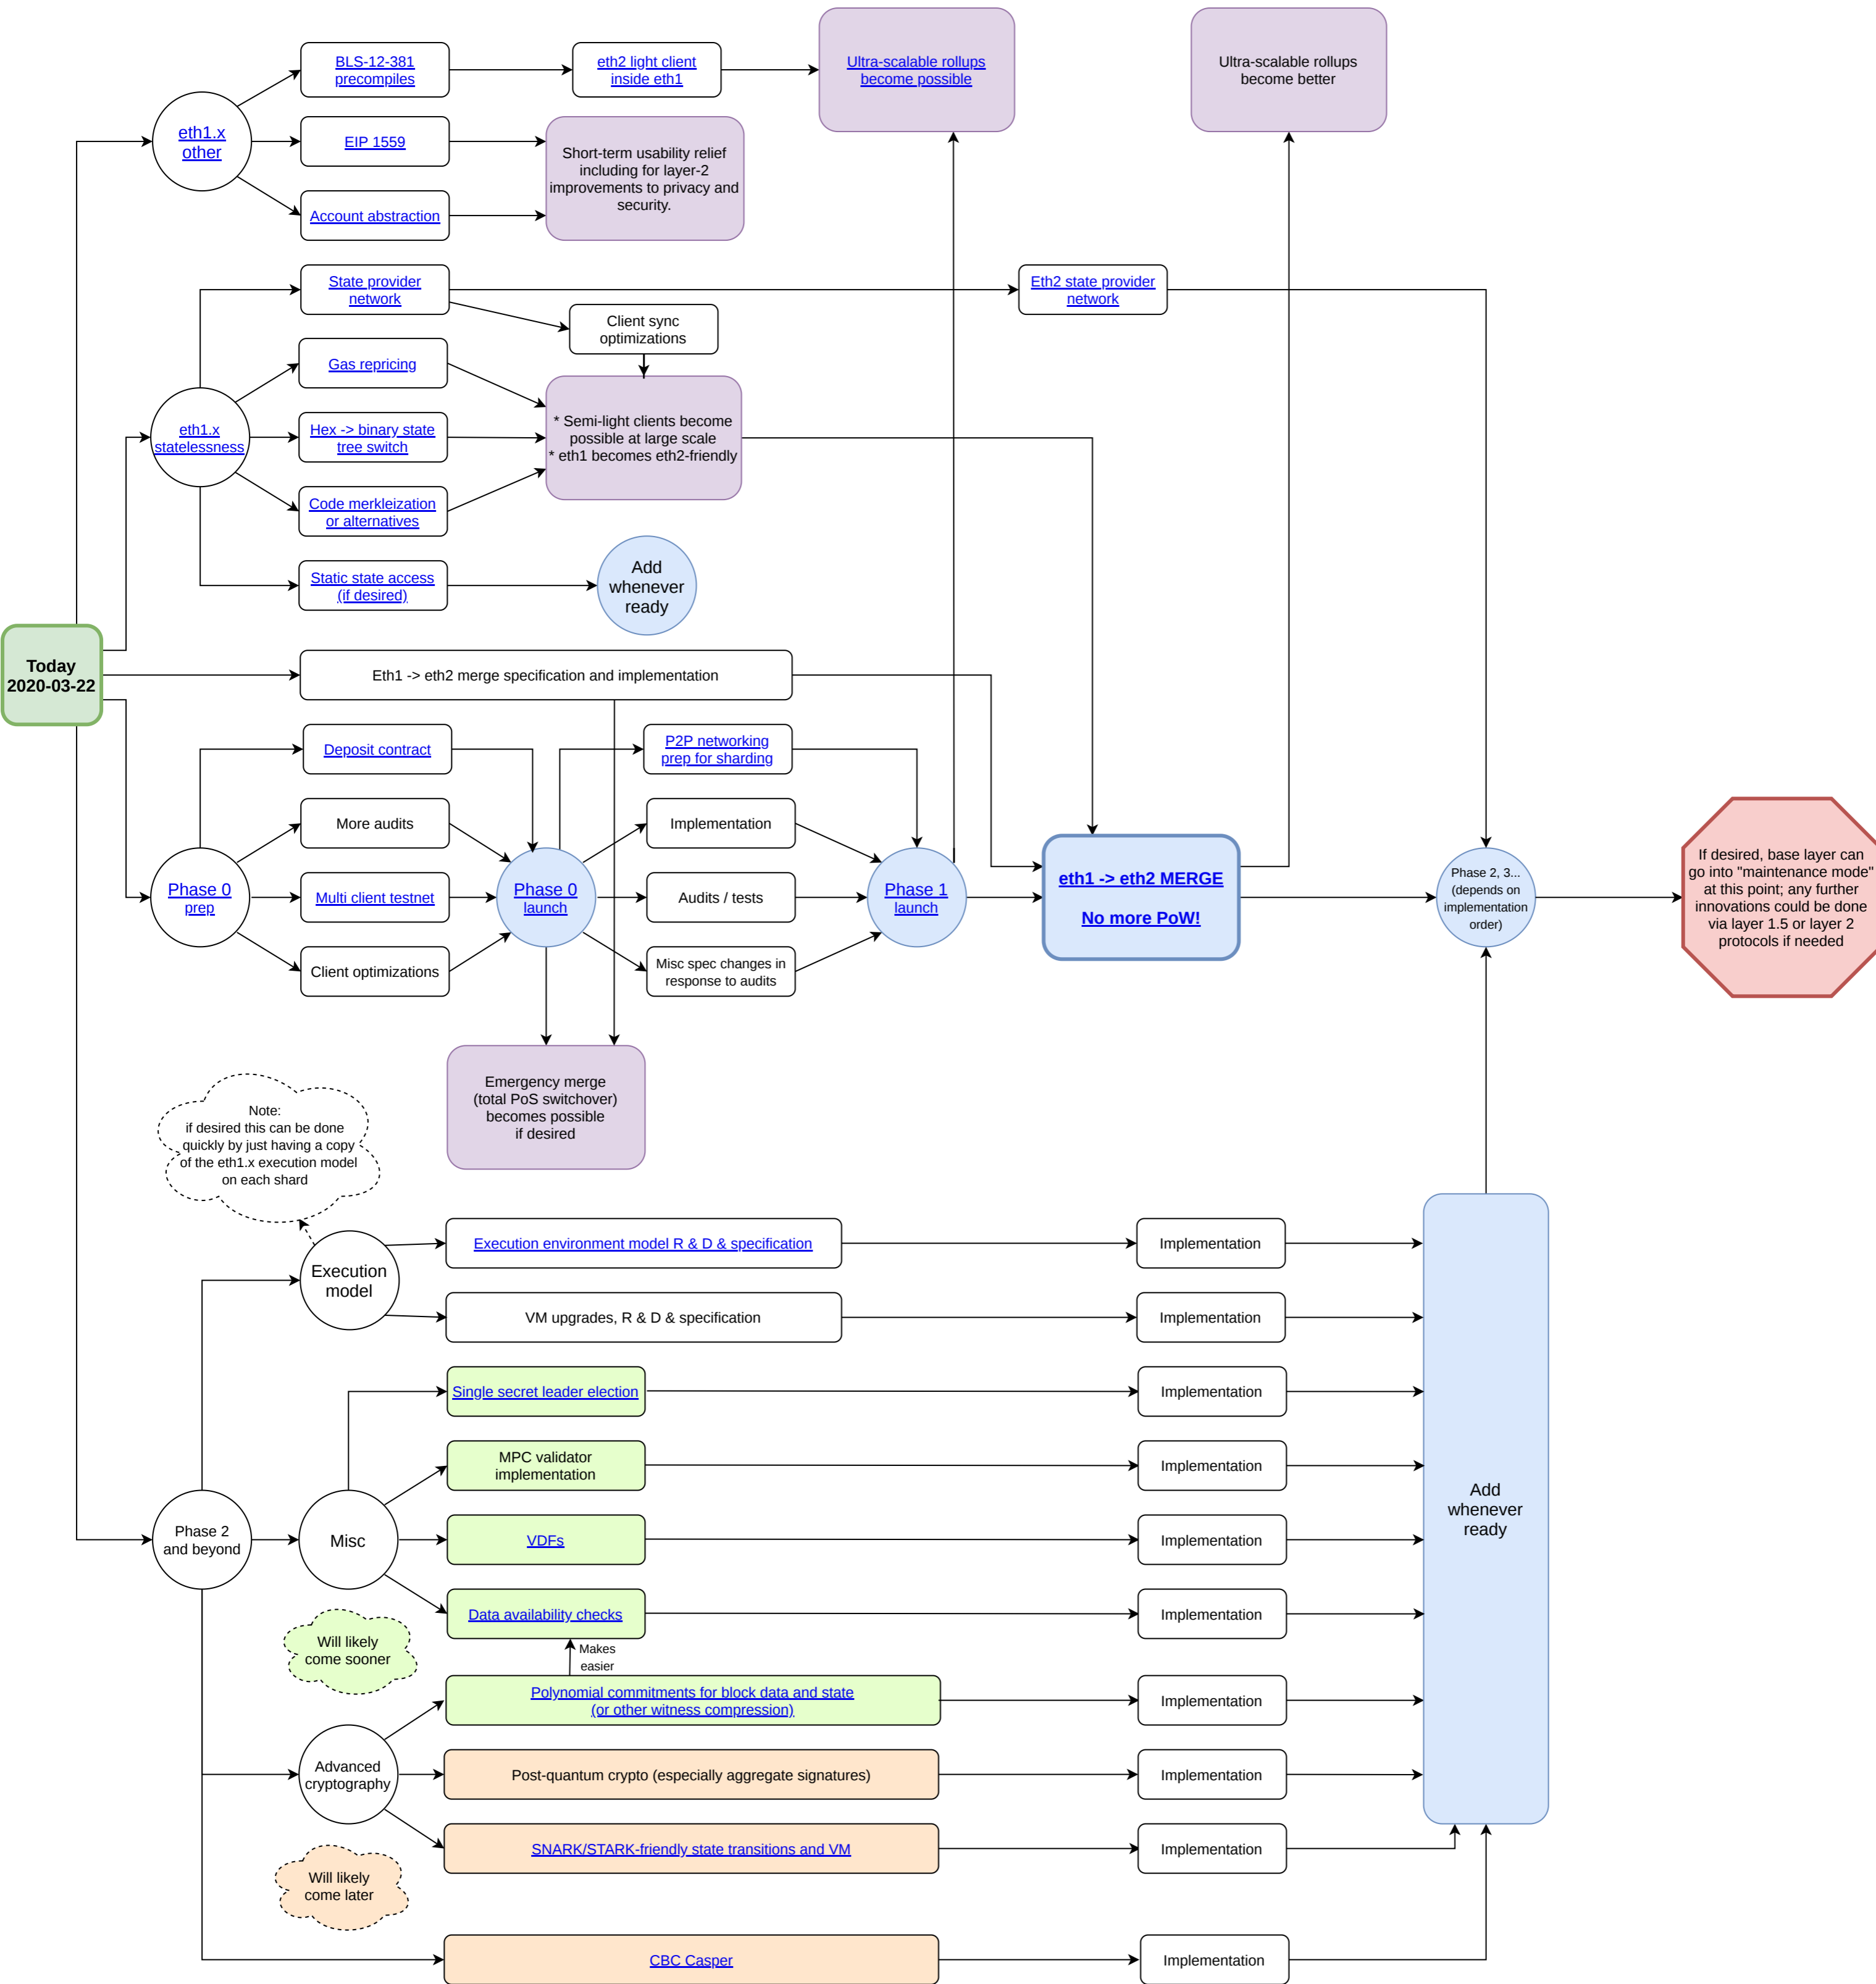 BLS-12-381
precompiles
eth2 light client
inside eth1
Ultra-scalable rollups
become possible
Ultra-scalable rollups
become better
eth1.x
other
EIP 1559
Short-term usability relief
including for layer-2
improvements to privacy and
security.
Account abstraction
State provider
network
Eth2 state provider
network
Client sync
optimizations
Gas repricing
eth1.x
statelessness
Hex -> binary state
tree switch
* Semi-light clients become
possible at large scale
* eth1 becomes eth2-friendly
Code merkleization
or alternatives
Static state access
(if desired)
Add
whenever
ready
Today
2020-03-22
Eth1 -> eth2 merge specification and implementation
Deposit contract
P2P networking
prep for sharding
More audits
Implementation
Phase 0
prep
Multi client testnet
Phase 0
launch
Audits / tests
Phase 1
launch
eth1 -> eth2 MERGE
No more PoW!
Phase 2, 3...
(depends on
implementation
order)
If desired, base layer can
go into "maintenance mode"
at this point; any further
innovations could be done
via layer 1.5 or layer 2
protocols if needed
Client optimizations
Misc spec changes in
response to audits
Emergency merge
(total PoS switchover)
becomes possible
if desired
Note:
if desired this can be done
quickly by just having a copy
of the eth1.x execution model
on each shard
Execution
model
Execution environment model R & D & specification
Implementation
VM upgrades, R & D & specification
Implementation
Single secret leader election
Implementation
MPC validator
implementation
Implementation
Add
whenever
ready
Phase 2
and beyond
Misc
VDFs
Implementation
Data availability checks
Implementation
Will likely
come sooner
Makes
easier
Polynomial commitments for block data and state
(or other witness compression)
Implementation
Advanced
cryptography
Post-quantum crypto (especially aggregate signatures)
Implementation
SNARK/STARK-friendly state transitions and VM
Implementation
Will likely
come later
CBC Casper
Implementation